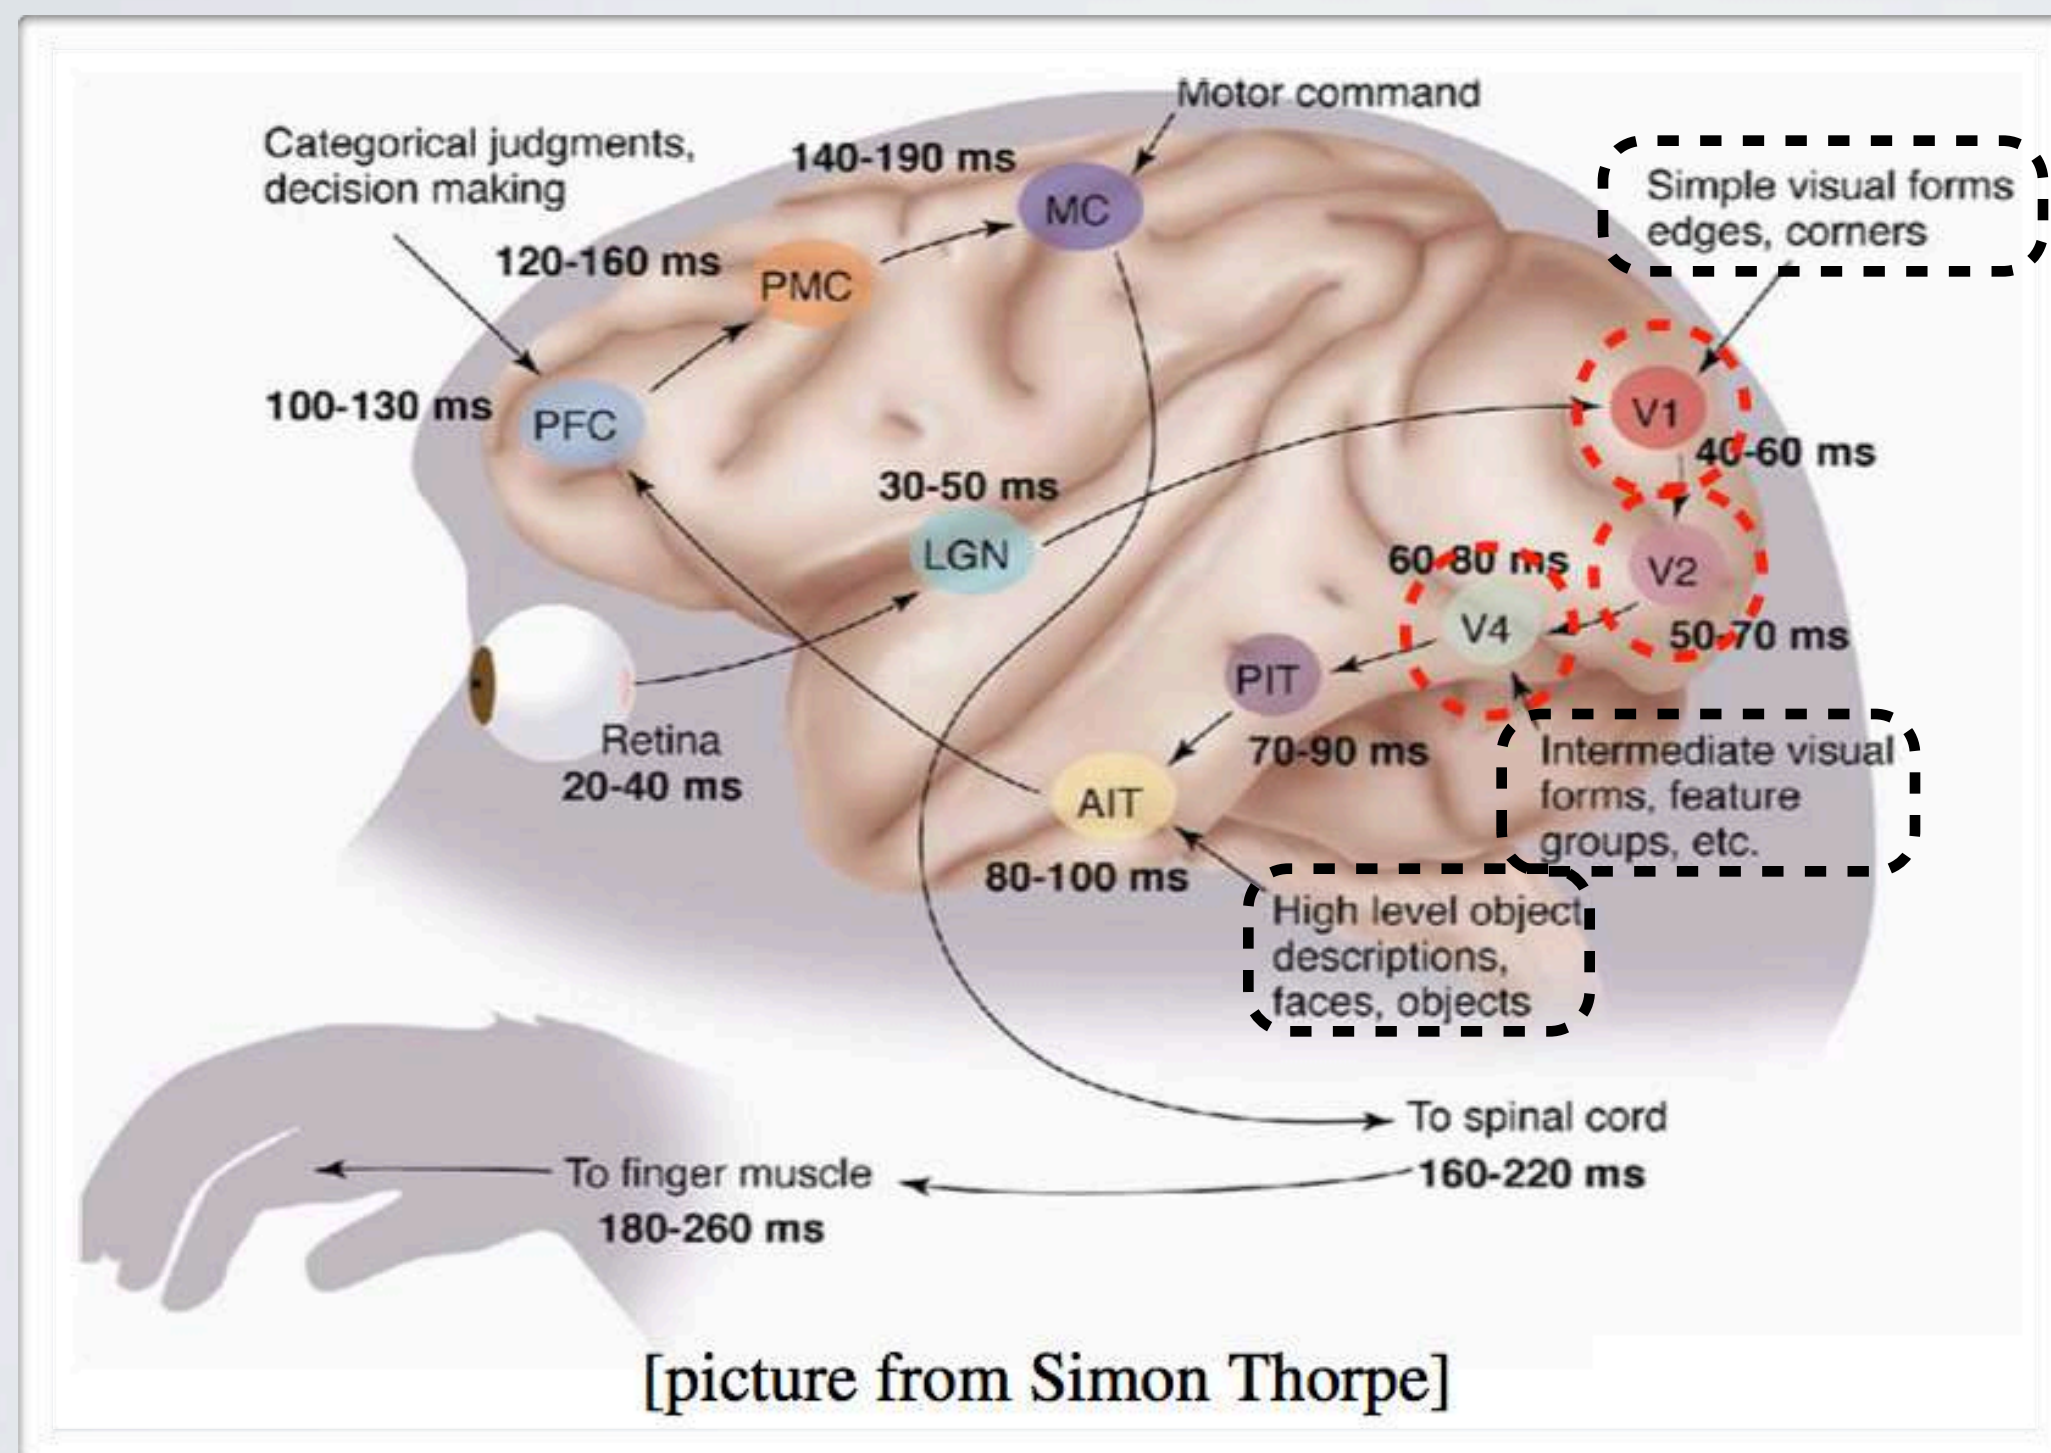 Motor command
Categorical judgments,
decision making
140-190 ms
MC
Simple visual forms
edges, corners
120-160 ms
PMC
100-130 ms
PFC
V1
40-60 ms
30-50 ms
LGN
60-80 ms
V2
V4
50-70 ms
PIT
Retina
20-40 ms
70-90 ms
Intermediate visual
forms, feature
groups, etc.
AIT
80-100 ms
High level object
descriptions,
faces, objects
To spinal cord
160-220 ms
To finger muscle
180-260 ms
[picture from Simon Thorpe]